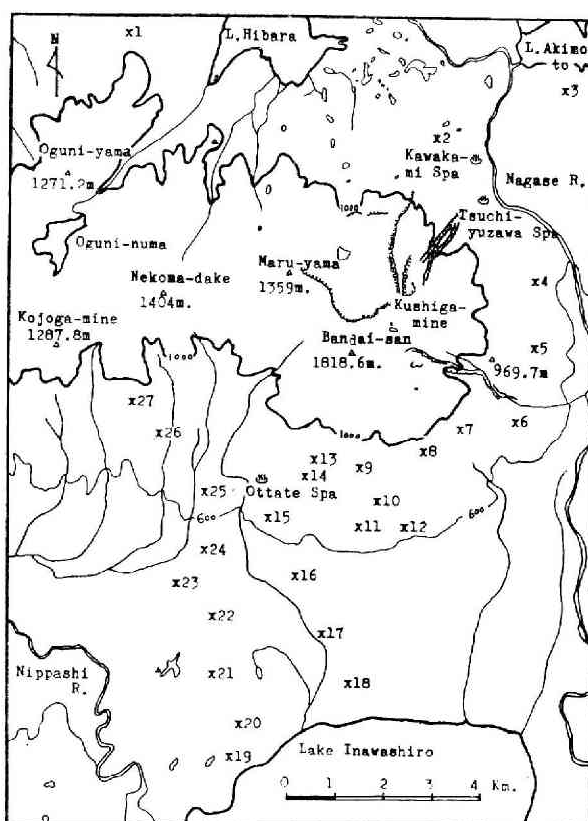 x1
L.Hibara
L.Akimo
to
N
x3
x2
Oguni-yama
1271.2m
Kawaka-
mi Spa
Nagase R.
1000
Tsuchi-
yuzawa Spa
Oguni-numa
Maru-yama
1359m.
Nekoma-dake
1404m.
x4
Kushiga-
mine
Kojoga-mine
1287.8m
Bandai-san
1818.6m.
x5
969.7m
1000
x27
x26
x7
x6
1000
x8
x13
x9
x14
Ottate Spa
x25
x10
600
x15
x11
x12
600
x24
x16
x23
x22
x17
Nippashi
R.
x21
x18
x20
x19
Lake Inawashiro
0 1 2 3 4 Km.